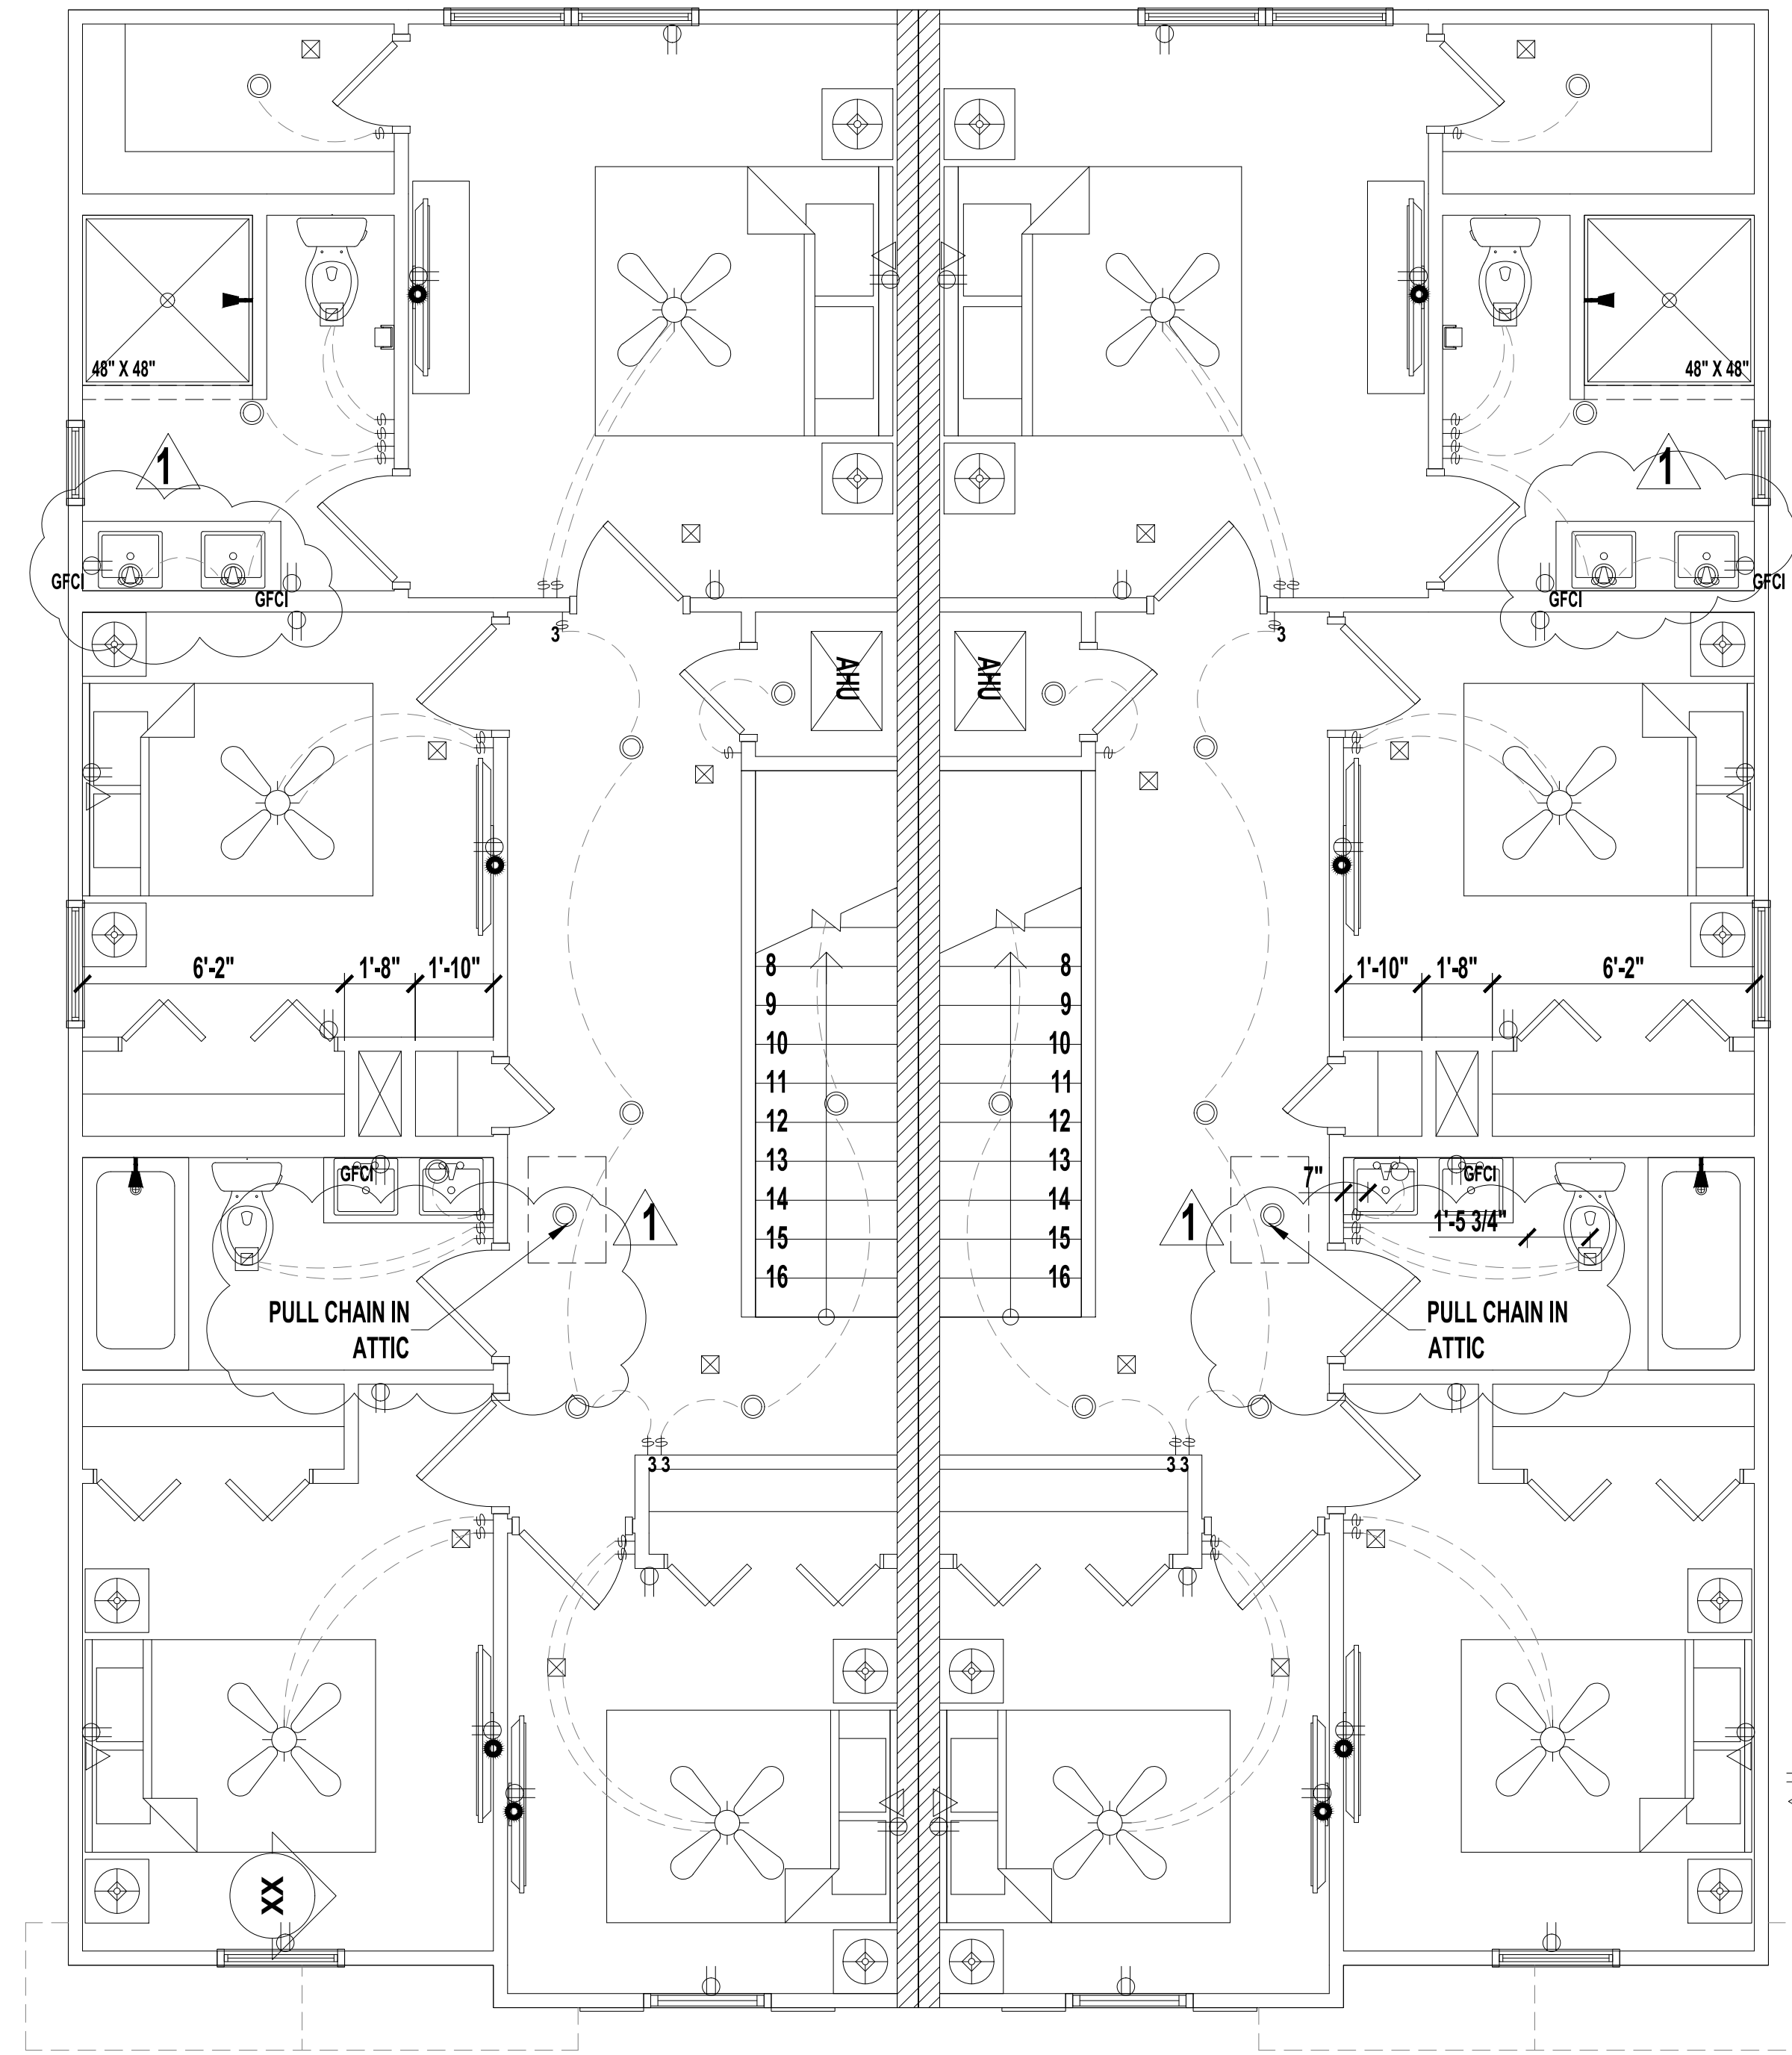 48" X 48"
48" X 48"
1
1
GFCI
GFCI
GFCI
GFCI
3
3
AHU
AHU
6'-2"
1'-8"
1'-10"
1'-10"
1'-8"
6'-2"
8
8
9
9
10
10
11
11
12
12
13
13
14
14
15
15
16
16
GFCI
7"
GFCI
1'-5 3/4"
1
1
PULL CHAIN IN
ATTIC
PULL CHAIN IN
ATTIC
3 3
3 3
XX